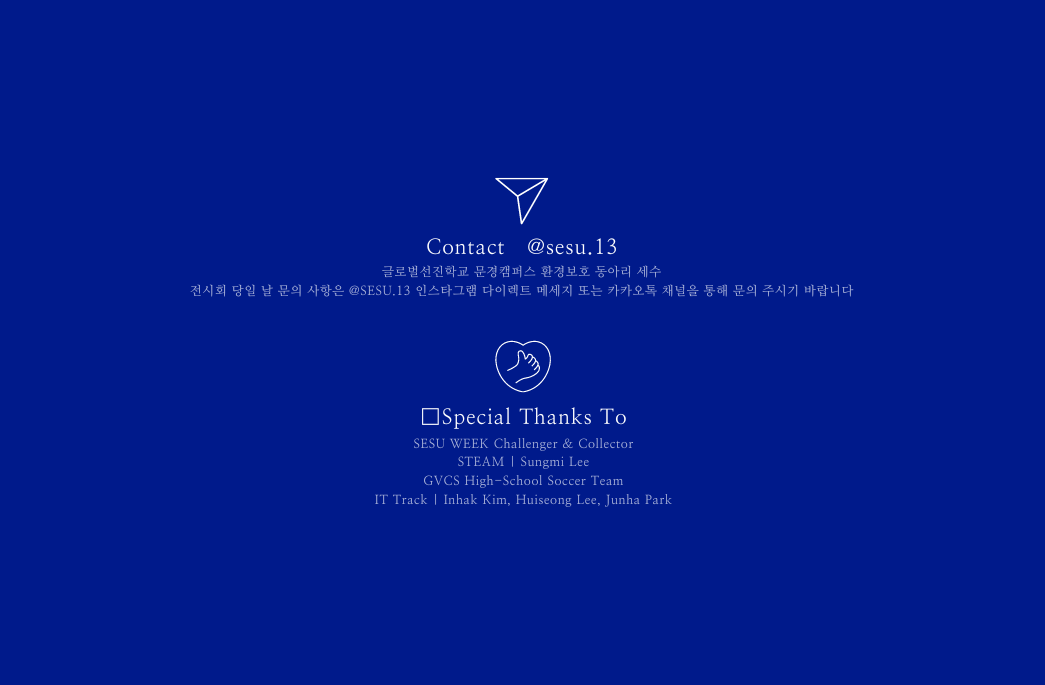 Contact @sesu.13
글로벌선진학교 문경캠퍼스 환경보호 동아리 세수
전시회 당일 날 문의 사항은 @SESU.13 인스타그램 다이렉트 메세지 또는 카카오톡 채널을 통해 문의 주시기 바랍니다
□Special Thanks To
SESU WEEK Challenger & Collector
STEAM | Sungmi Lee
GVCS High-School Soccer Team
IT Track | Inhak Kim, Huiseong Lee, Junha Park